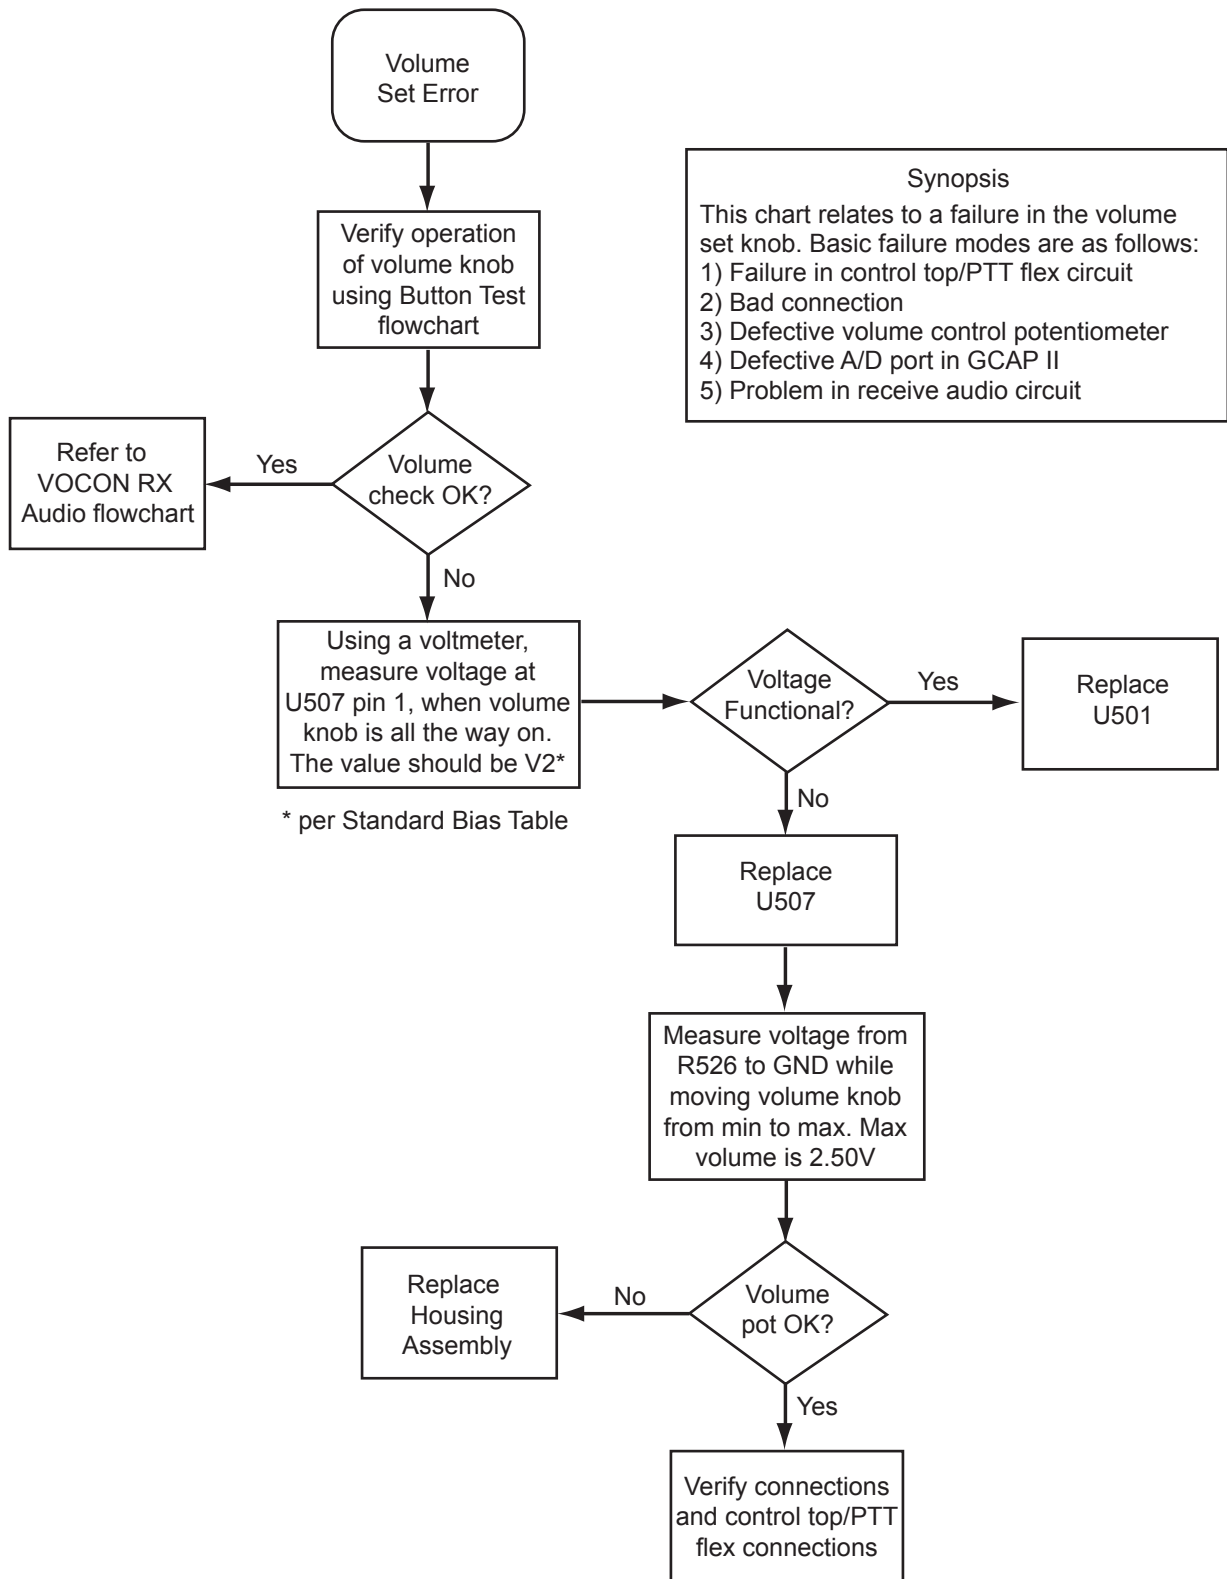 Volume
Set Error
Verify operation
of volume knob
using Button Test
flowchart
Synopsis
This chart relates to a failure in the volume
set knob. Basic failure modes are as follows:
1) Failure in control top/PTT flex circuit
2) Bad connection
3) Defective volume control potentiometer
4) Defective A/D port in GCAP II
5) Problem in receive audio circuit
Volume
check OK?
Yes
Refer to
VOCON RX
Audio flowchart
No
Using a voltmeter,
measure voltage at
U507 pin 1, when volume
knob is all the way on.
The value should be V2*
* per Standard Bias Table
Voltage
Functional?
Yes
Replace
U501
No
Replace
U507
Measure voltage from
R526 to GND while
moving volume knob
from min to max. Max
volume is 2.50V
Volume
pot OK?
No
Replace
Housing
Assembly
Yes
Verify connections
and control top/PTT
flex connections